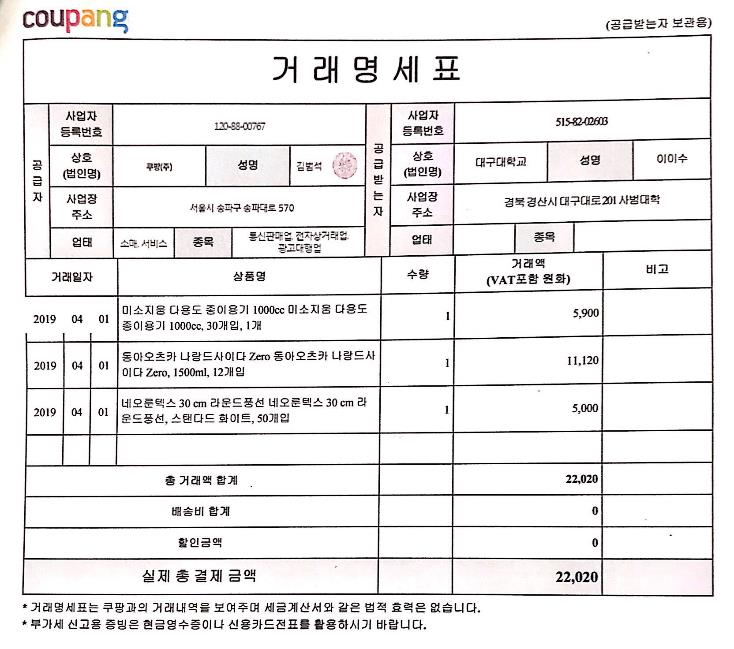 coupang
(공급받는자 보관용)
거래명세표
공급자
사업자 등록번호 120-88-00767
상호 (법인명) 쿠팡(주) 성명 김범석
사업장 주소 서울시 송파구 송파대로 570
업태 소매, 서비스 종목 통신판매업, 전자상거래업, 광고대행업
공급받는자
사업자 등록번호 515-82-02603
상호 (법인명) 대구대학교 성명 이이수
사업장 주소 경북 경산시 대구대로 201 사범대학
업태 종목
거래일자 상품명 수량 거래액 (VAT포함 원화) 비고
2019 04 01 미소지움 다용도 종이용기 1000cc 미소지움 다용도
종이용기 1000cc, 30개입, 1개 1 5,900
2019 04 01 동아오츠카 나랑드사이다 Zero 동아오츠카 나랑드사
이다 Zero, 1500ml, 12개입 1 11,120
2019 04 01 네오룬텍스 30 cm 라운드풍선 네오룬텍스 30 cm 라
운드풍선, 스탠다드 화이트, 50개입 1 5,000
총 거래액 합계 22,020
배송비 합계 0
할인금액 0
실제 총 결제 금액 22,020
* 거래명세표는 쿠팡과의 거래내역을 보여주며 세금계산서와 같은 법적 효력은 없습니다.
* 부가세 신고용 증빙은 현금영수증이나 신용카드전표를 활용하시기 바랍니다.